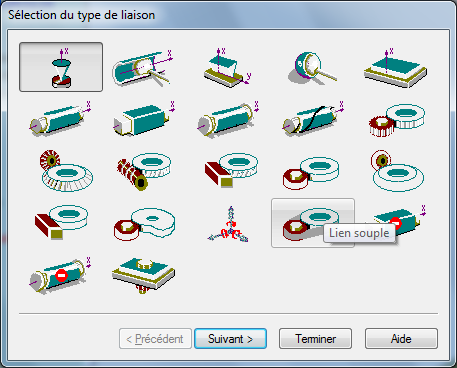 Sélection du type de liaison
x
x
x
y
x
x
x
x
x
x
Lien souple
x
x
< Précédent
Suivant >
Terminer
Aide